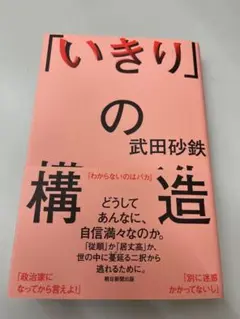 「いきり」
の
構造
武田砂鉄
「わからないのはバカ」
どうして
あんなに、
自信満々なのか。
「従順」か「居丈高」か、
世の中に蔓延る二択から
逃れるために。
朝日新聞出版
「政治家に
なってから言えよ！」
「別に迷惑
かかってないし」